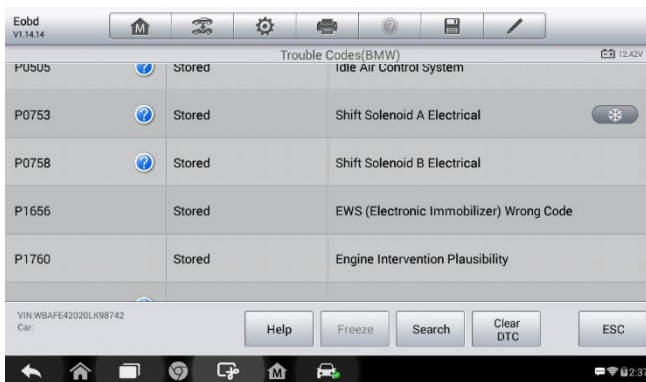 Eobd
V1.14.14
Trouble Codes(BMW)
12.42V
P0505 Stored Idle Air Control System
P0753 Stored Shift Solenoid A Electrical
P0758 Stored Shift Solenoid B Electrical
P1656 Stored EWS (Electronic Immobilizer) Wrong Code
P1760 Stored Engine Intervention Plausibility
VIN:WBAFE42020LK98742
Car:
Help Freeze Search Clear DTC ESC
2:37